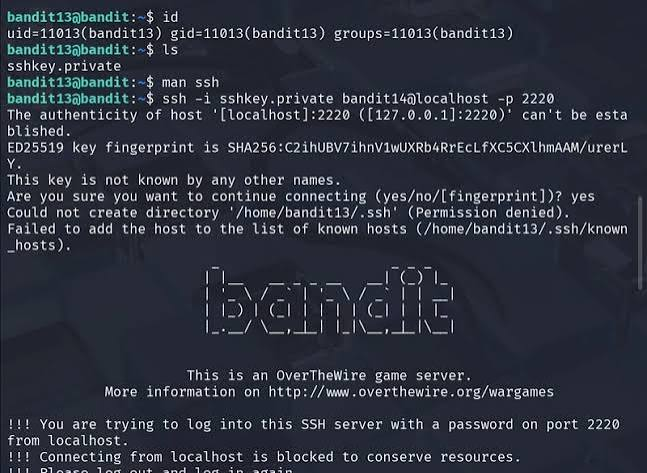 bandit13@bandit:~$ id
uid=11013(bandit13) gid=11013(bandit13) groups=11013(bandit13)
bandit13@bandit:~$ ls
sshkey.private
bandit13@bandit:~$ man ssh
bandit13@bandit:~$ ssh -i sshkey.private bandit14@localhost -p 2220
The authenticity of host '[localhost]:2220 ([127.0.0.1]:2220)' can't be esta
blished.
ED25519 key fingerprint is SHA256:C2ihUBV7ihnV1wUXRb4RrEcLfXC5CXlhmAAM/urerL
Y.
This key is not known by any other names.
Are you sure you want to continue connecting (yes/no/[fingerprint])? yes
Could not create directory '/home/bandit13/.ssh' (Permission denied).
Failed to add the host to the list of known hosts (/home/bandit13/.ssh/known
_hosts).
bandit
This is an OverTheWire game server.
More information on http://www.overthewire.org/wargames
!!! You are trying to log into this SSH server with a password on port 2220
from localhost.
!!! Connecting from localhost is blocked to conserve resources.
!!! Please log out and log in again.